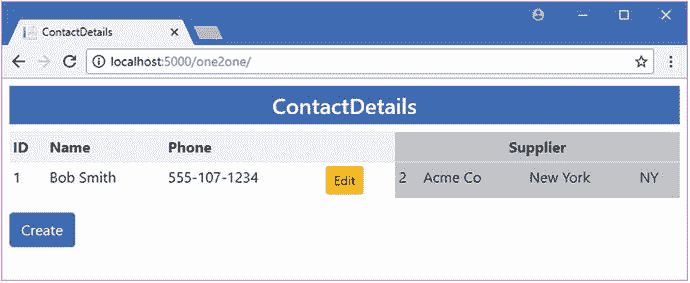 ContactDetails
localhost:5000/one2one/
ContactDetails
ID Name Phone Supplier
1 Bob Smith 555-107-1234 Edit 2 Acme Co New York NY
Create